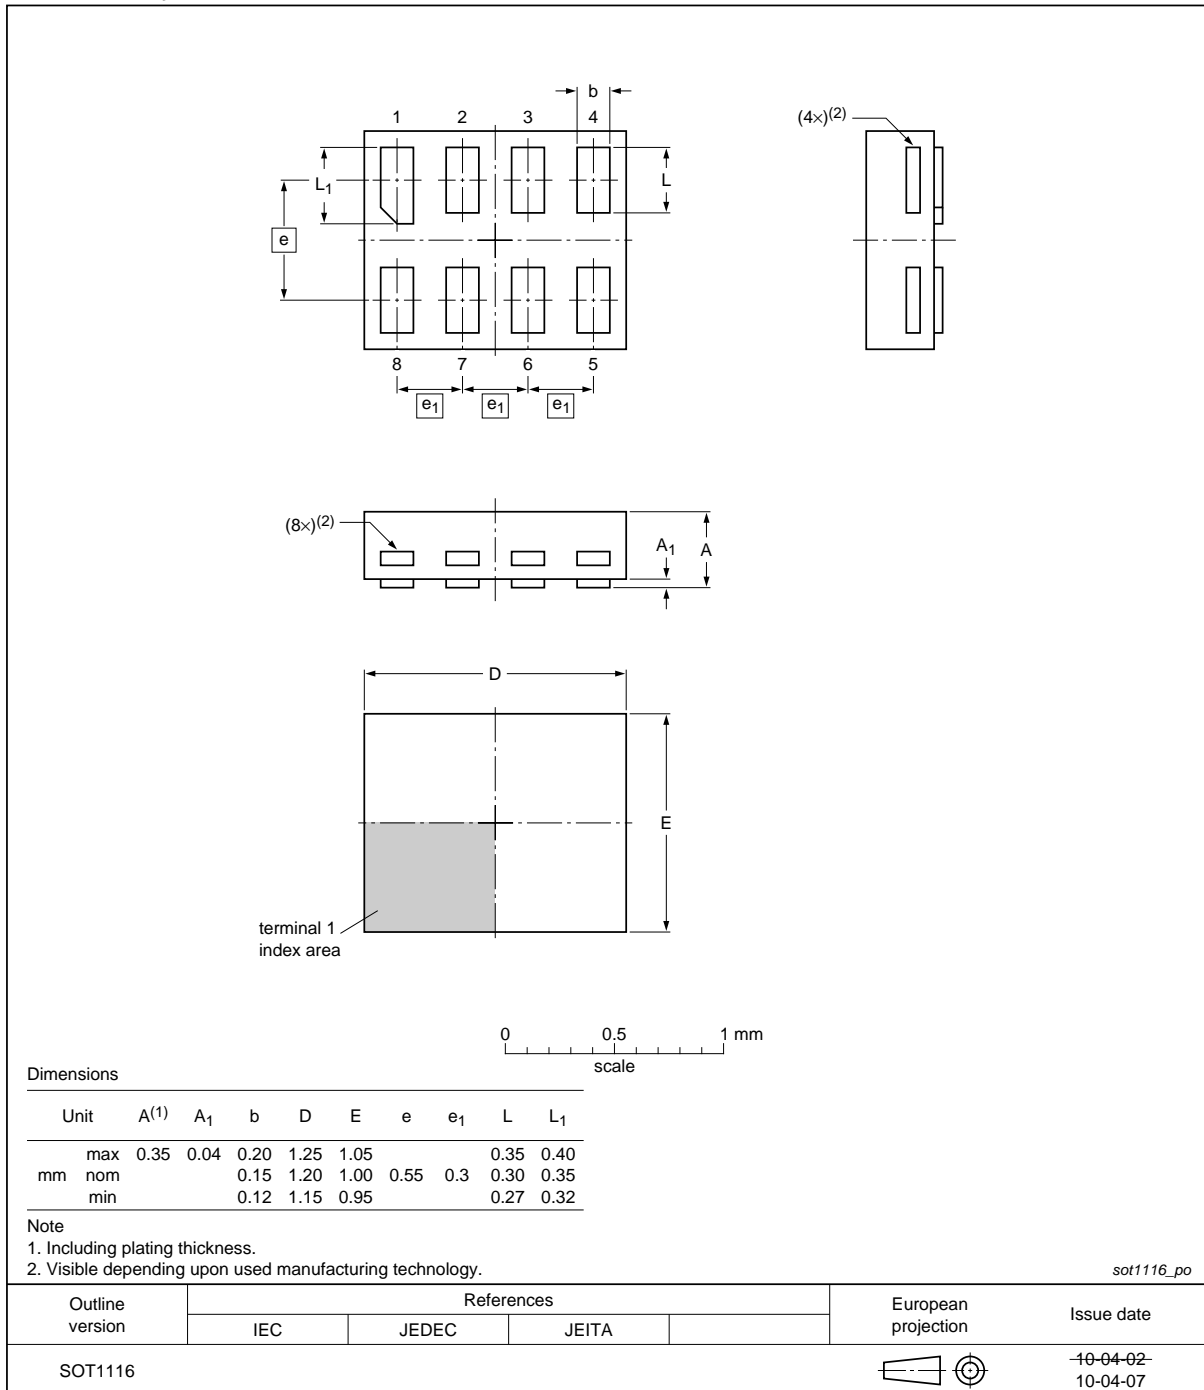 b
1 2 3 4
(4×)(2)
L1
L
e
8 7 6 5
e1 e1 e1
(8×)(2)
A1
A
D
E
terminal 1
index area
0 0.5 1 mm
scale
Dimensions
Unit A(1) A1 b D E e e1 L L1
max 0.35 0.04 0.20 1.25 1.05 0.35 0.40
mm nom 0.15 1.20 1.00 0.55 0.3 0.30 0.35
min 0.12 1.15 0.95 0.27 0.32
Note
1. Including plating thickness.
2. Visible depending upon used manufacturing technology.
sot1116_po
Outline version
References
IEC JEDEC JEITA
European projection
Issue date
SOT1116
10-04-02
10-04-07